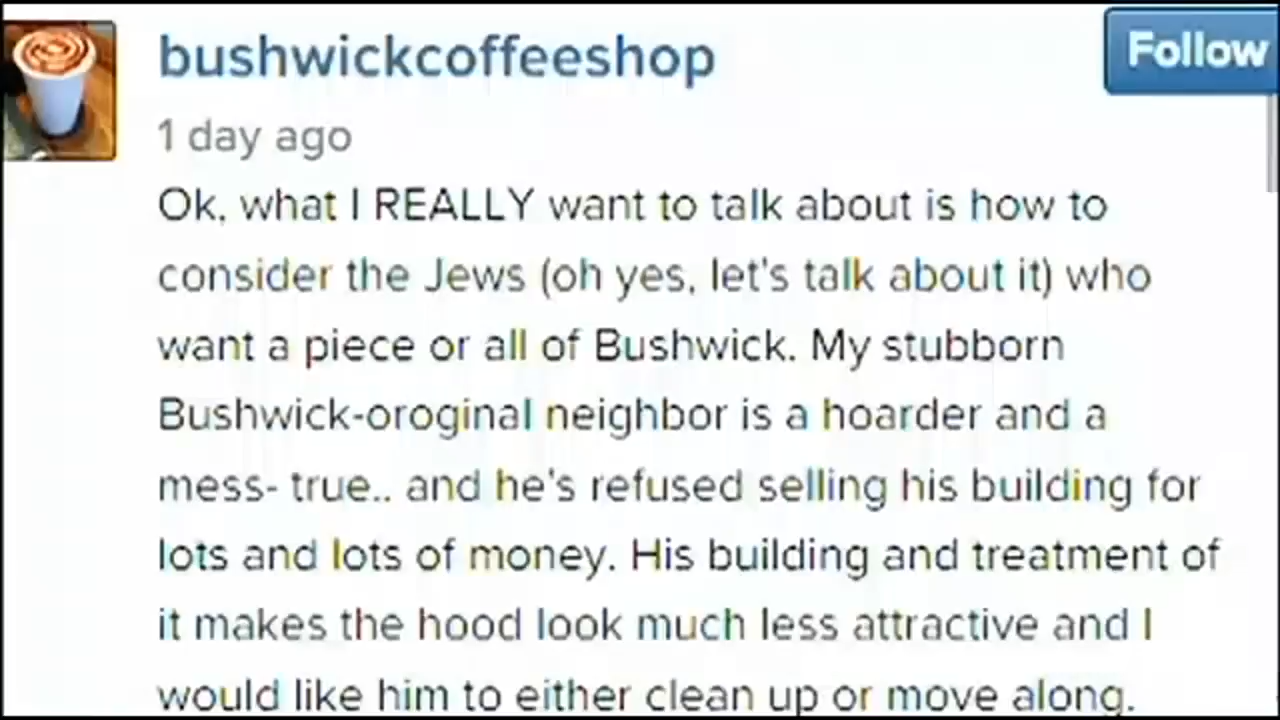 bushwickcoffeeshop
Follow
1 day ago
Ok, what I REALLY want to talk about is how to
consider the Jews (oh yes, let's talk about it) who
want a piece or all of Bushwick. My stubborn
Bushwick-oroginal neighbor is a hoarder and a
mess- true.. and he's refused selling his building for
lots and lots of money. His building and treatment of
it makes the hood look much less attractive and I
would like him to either clean up or move along.